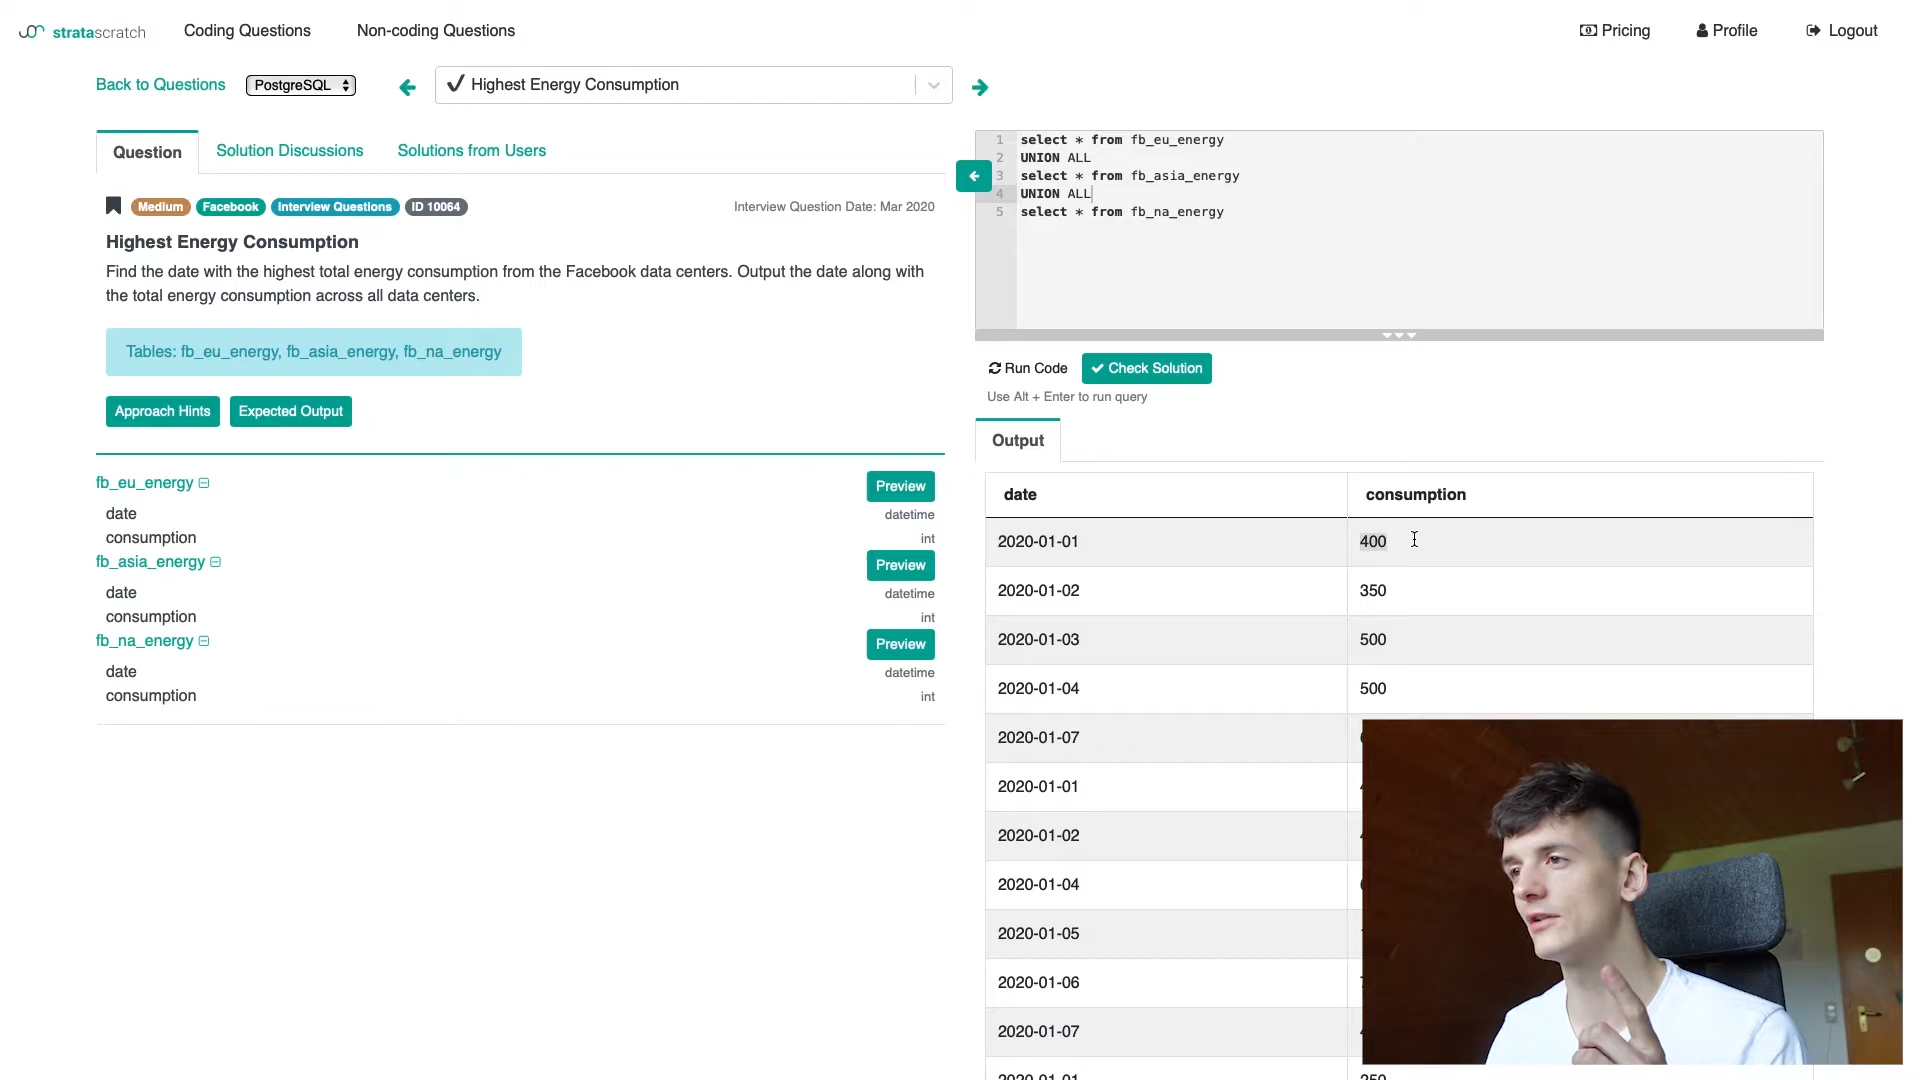 stratascratch
Coding Questions
Non-coding Questions
Pricing
Profile
Logout
Back to Questions
PostgreSQL
Highest Energy Consumption
Question
Solution Discussions
Solutions from Users
Medium
Facebook
Interview Questions
ID 10064
Interview Question Date: Mar 2020
Highest Energy Consumption
Find the date with the highest total energy consumption from the Facebook data centers. Output the date along with
the total energy consumption across all data centers.
Tables: fb_eu_energy, fb_asia_energy, fb_na_energy
Approach Hints
Expected Output
fb_eu_energy
Preview
date
datetime
consumption
int
fb_asia_energy
Preview
date
datetime
consumption
int
fb_na_energy
Preview
date
datetime
consumption
int
1 select * from fb_eu_energy
2 UNION ALL
3 select * from fb_asia_energy
4 UNION ALL
5 select * from fb_na_energy
Run Code
Check Solution
Use Alt + Enter to run query
Output
date consumption
2020-01-01 400
2020-01-02 350
2020-01-03 500
2020-01-04 500
2020-01-07
2020-01-01
2020-01-02
2020-01-04
2020-01-05
2020-01-06
2020-01-07